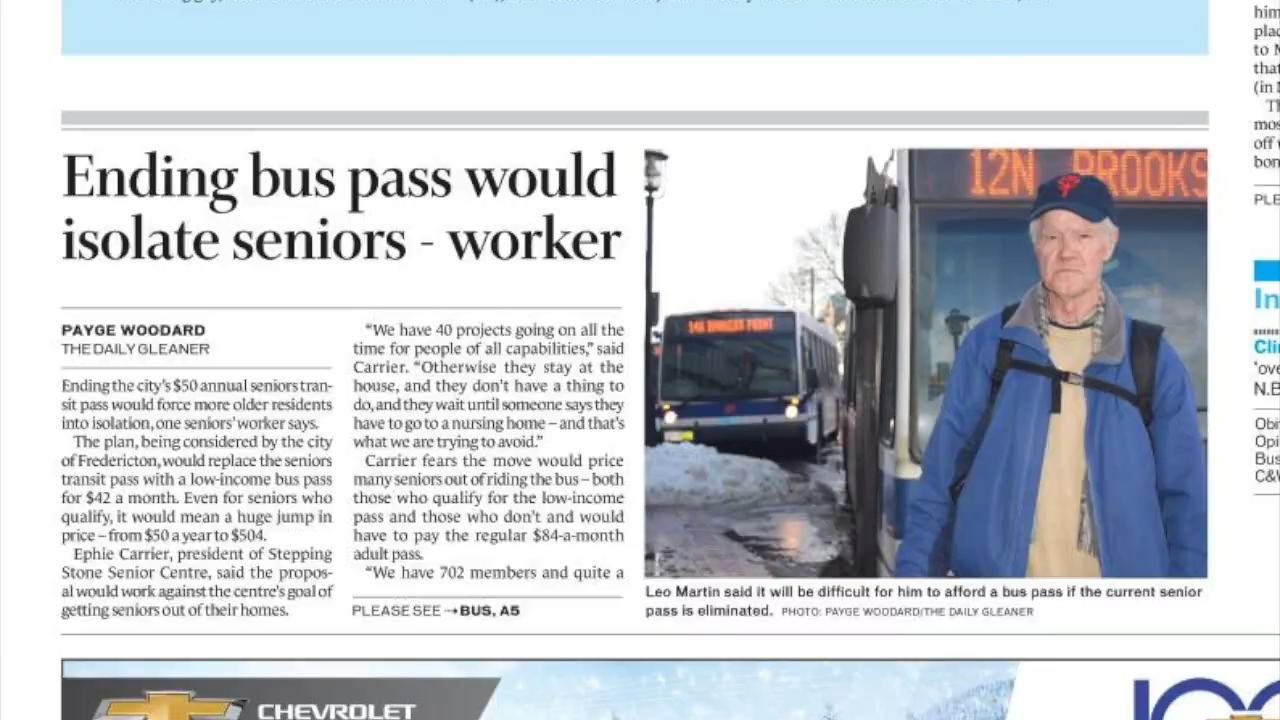 Ending bus pass would
isolate seniors - worker
PAYGE WOODARD
THE DAILY GLEANER
Ending the city's $50 annual seniors tran-
sit pass would force more older residents
into isolation, one seniors' worker says.
The plan, being considered by the city
of Fredericton, would replace the seniors
transit pass with a low-income bus pass
for $42 a month. Even for seniors who
qualify, it would mean a huge jump in
price – from $50 a year to $504.
Ephie Carrier, president of Stepping
Stone Senior Centre, said the propos-
al would work against the centre's goal of
getting seniors out of their homes.
“We have 40 projects going on all the
time for people of all capabilities,” said
Carrier. “Otherwise they stay at the
house, and they don't have a thing to
do, and they wait until someone says they
have to go to a nursing home – and that's
what we are trying to avoid.”
Carrier fears the move would price
many seniors out of riding the bus – both
those who qualify for the low-income
pass and those who don't and would
have to pay the regular $84-a-month
adult pass.
“We have 702 members and quite a
PLEASE SEE ➝BUS, A5
12N BROOKS
Leo Martin said it will be difficult for him to afford a bus pass if the current senior
pass is eliminated. PHOTO: PAYGE WOODARD/THE DAILY GLEANER
him
to
that
(in
off
In
N.B
C&
CHEVROLET